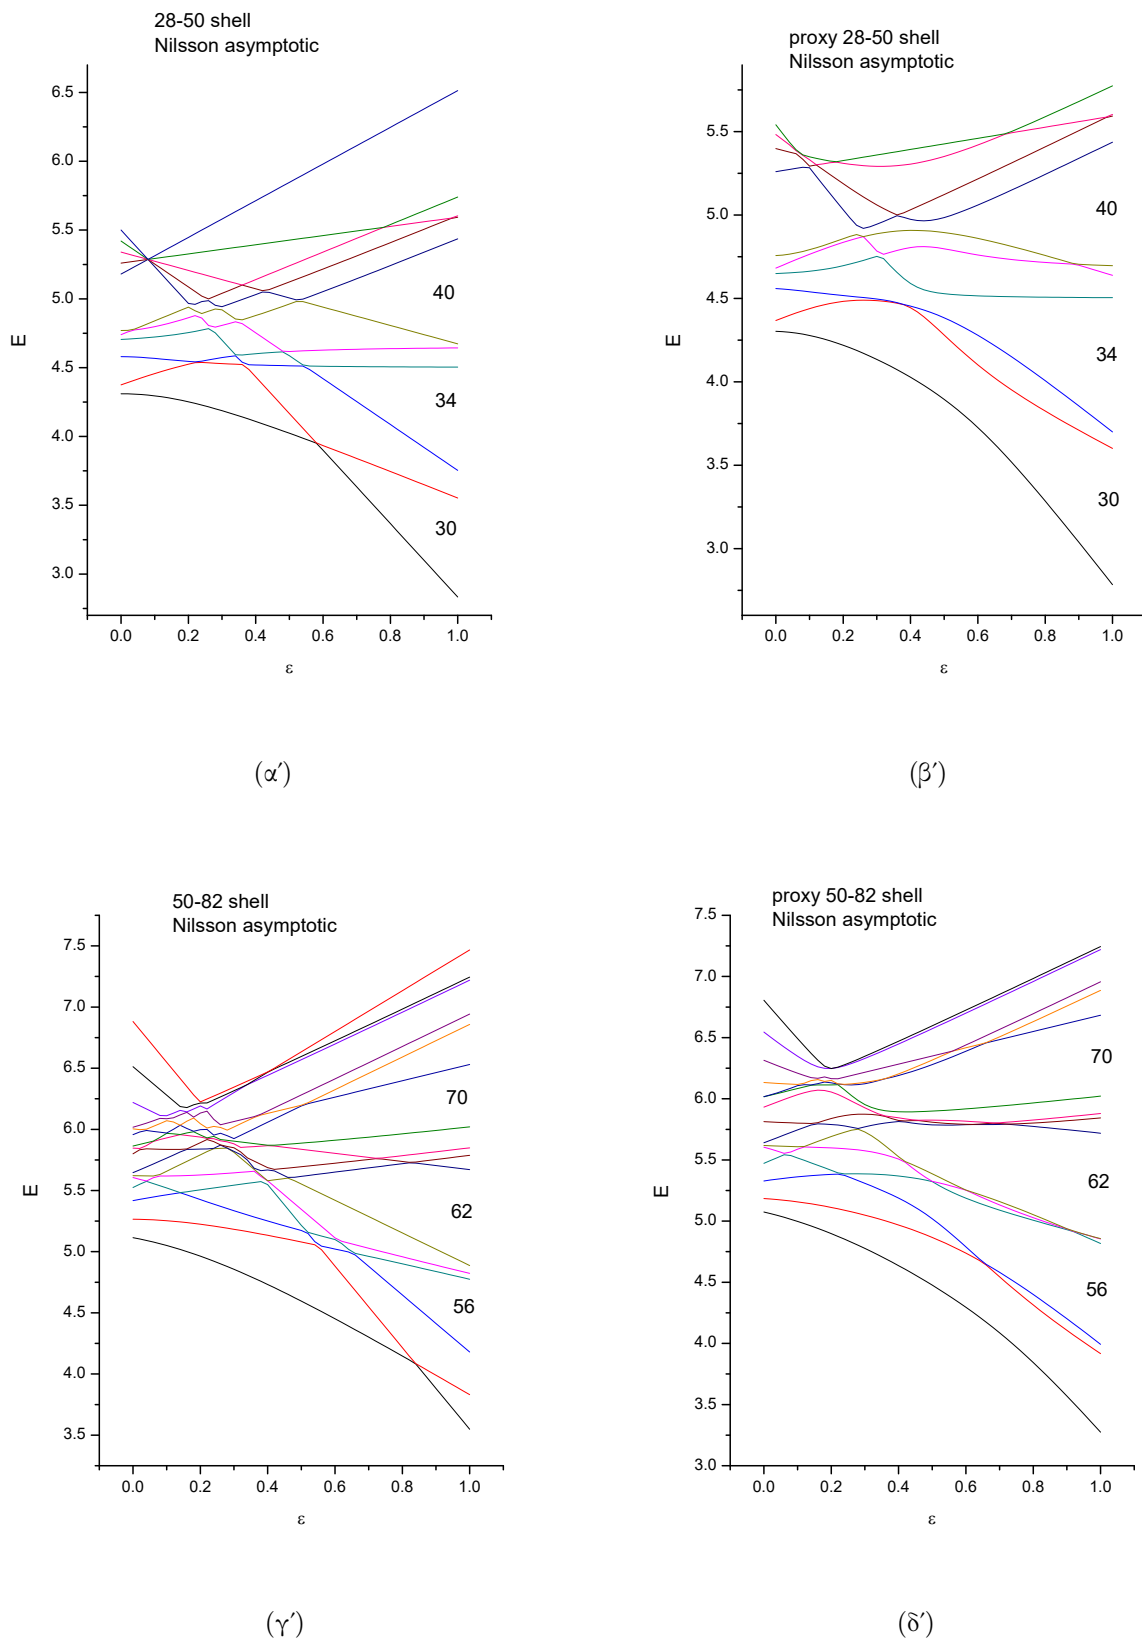 28-50 shell
Nilsson asymptotic
6.5
6.0
5.5
5.0
4.5
4.0
3.5
3.0
E
40
34
30
0.0 0.2 0.4 0.6 0.8 1.0
ε
(α′)
proxy 28-50 shell
Nilsson asymptotic
5.5
5.0
4.5
4.0
3.5
3.0
E
40
34
30
0.0 0.2 0.4 0.6 0.8 1.0
ε
(β′)
50-82 shell
Nilsson asymptotic
7.5
7.0
6.5
6.0
5.5
5.0
4.5
4.0
3.5
E
70
62
56
0.0 0.2 0.4 0.6 0.8 1.0
ε
(γ′)
proxy 50-82 shell
Nilsson asymptotic
7.5
7.0
6.5
6.0
5.5
5.0
4.5
4.0
3.5
3.0
E
70
62
56
0.0 0.2 0.4 0.6 0.8 1.0
ε
(δ′)